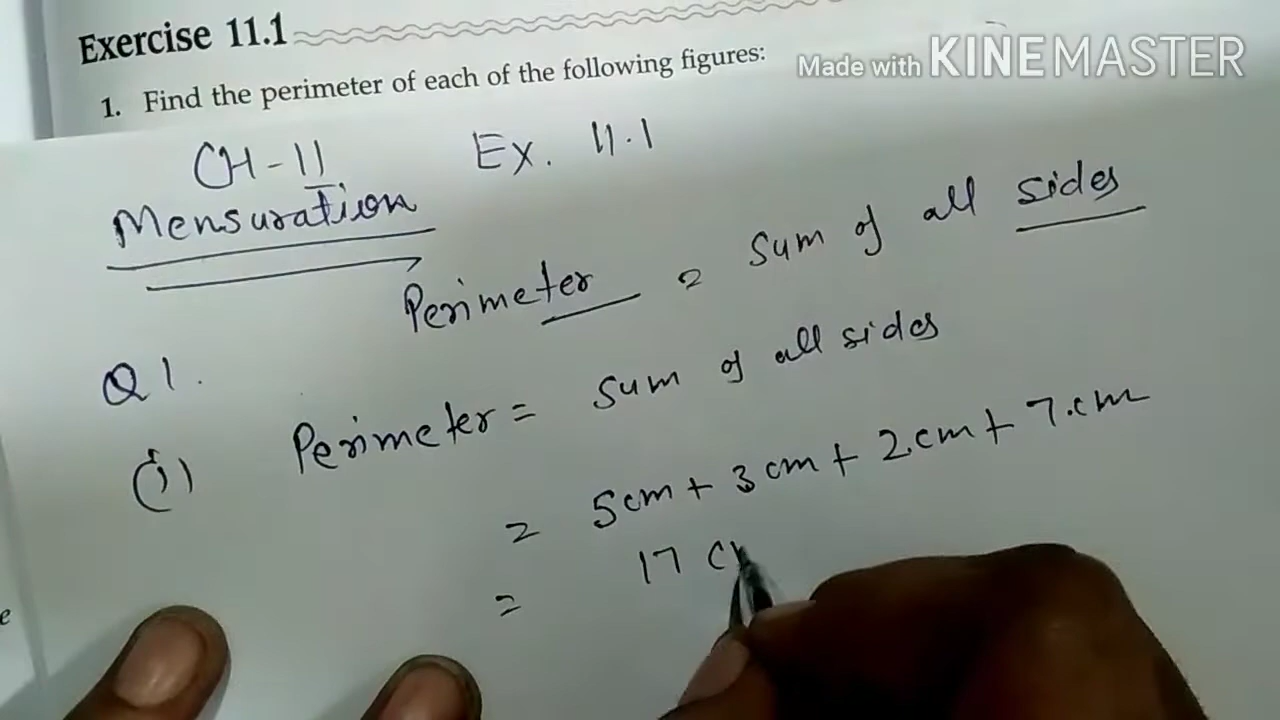 Exercise 11.1
Made with KINEMASTER
1. Find the perimeter of each of the following figures:
CH-11 Ex. 11.1
Mensuration
Perimeter = Sum of all sides
Q1.
(i) Perimeter = Sum of all sides
= 5cm + 3cm + 2cm + 7cm
= 17 c
e